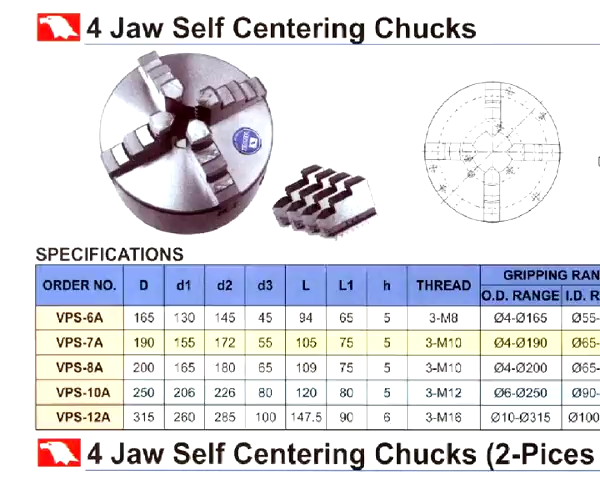 4 Jaw Self Centering Chucks
SPECIFICATIONS
ORDER NO. D d1 d2 d3 L L1 h THREAD GRIPPING RAN
O.D. RANGE I.D. R
VPS-6A 165 130 145 45 94 65 5 3-M8 Ø4-Ø165 Ø55-
VPS-7A 190 155 172 55 105 75 5 3-M10 Ø4-Ø190 Ø65-
VPS-8A 200 165 180 65 109 75 5 3-M10 Ø4-Ø200 Ø65-
VPS-10A 250 206 226 80 120 80 5 3-M12 Ø6-Ø250 Ø90-
VPS-12A 315 260 285 100 147.5 90 6 3-M16 Ø10-Ø315 Ø100
4 Jaw Self Centering Chucks (2-Pices